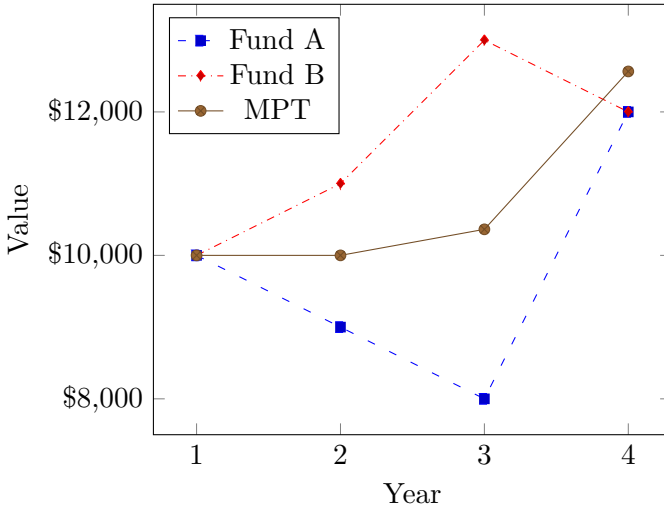 Fund A
Fund B
MPT
$12,000
$10,000
$8,000
Value
1 2 3 4
Year